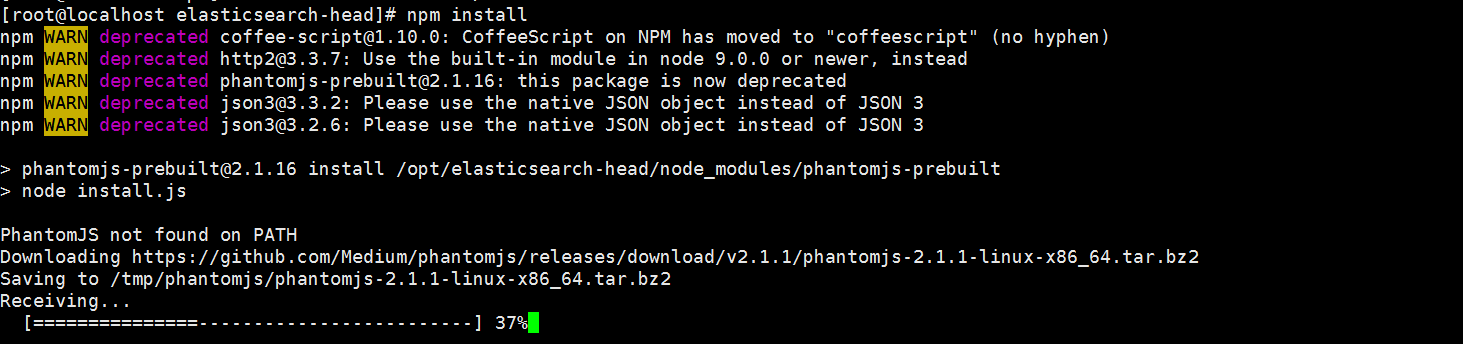 [root@localhost elasticsearch-head]# npm install
npm WARN deprecated coffee-script@1.10.0: CoffeeScript on NPM has moved to "coffeescript" (no hyphen)
npm WARN deprecated http2@3.3.7: Use the built-in module in node 9.0.0 or newer, instead
npm WARN deprecated phantomjs-prebuilt@2.1.16: this package is now deprecated
npm WARN deprecated json3@3.3.2: Please use the native JSON object instead of JSON 3
npm WARN deprecated json3@3.2.6: Please use the native JSON object instead of JSON 3
> phantomjs-prebuilt@2.1.16 install /opt/elasticsearch-head/node_modules/phantomjs-prebuilt
> node install.js
PhantomJS not found on PATH
Downloading https://github.com/Medium/phantomjs/releases/download/v2.1.1/phantomjs-2.1.1-linux-x86_64.tar.bz2
Saving to /tmp/phantomjs/phantomjs-2.1.1-linux-x86_64.tar.bz2
Receiving...
[===============-------------------------] 37%